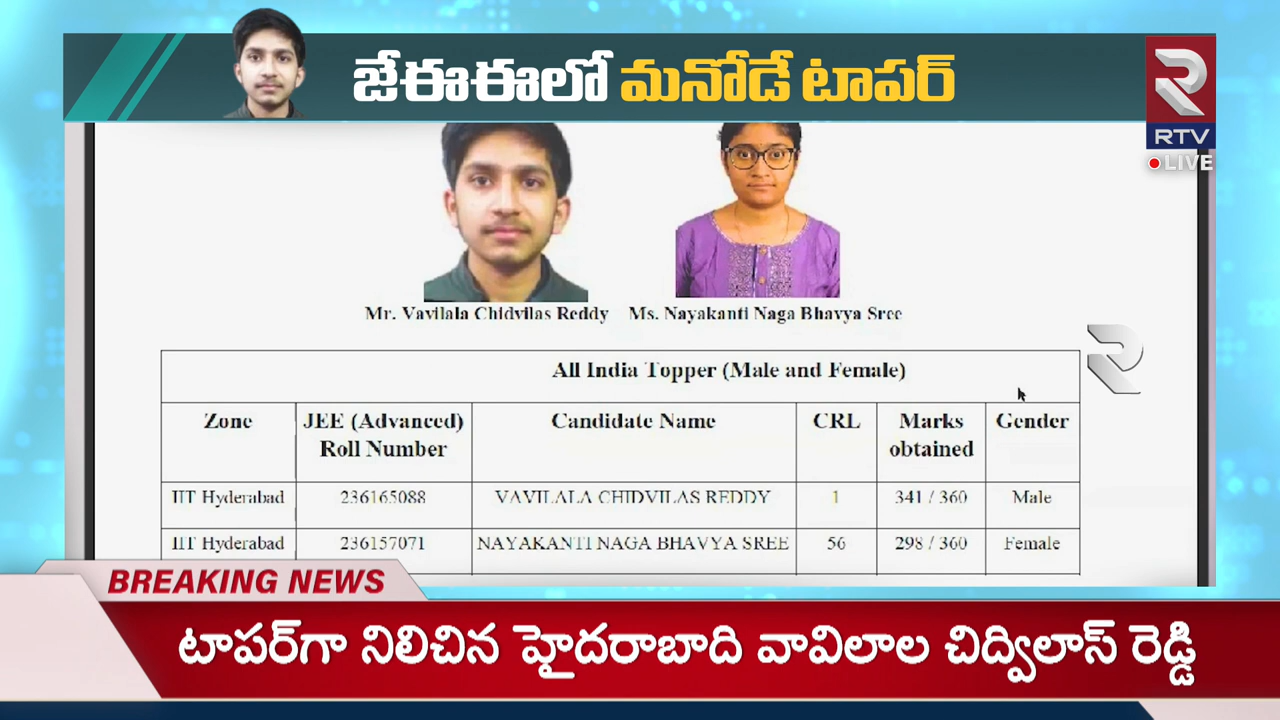 జేఈఈలో మనోడే టాపర్
R
RTV
LIVE
Mr. Vavilala Chidvilas Reddy Ms. Nayakanti Naga Bhavya Sree
All India Topper (Male and Female)
Zone JEE (Advanced) Roll Number Candidate Name CRL Marks obtained Gender
IIT Hyderabad 236165088 VAVILALA CHIDVILAS REDDY 1 341 / 360 Male
IIT Hyderabad 236157071 NAYAKANTI NAGA BHAVYA SREE 56 298 / 360 Female
BREAKING NEWS
టాపర్‌గా నిలిచిన హైదరాబాది వావిలాల చిద్విలాస్ రెడ్డి